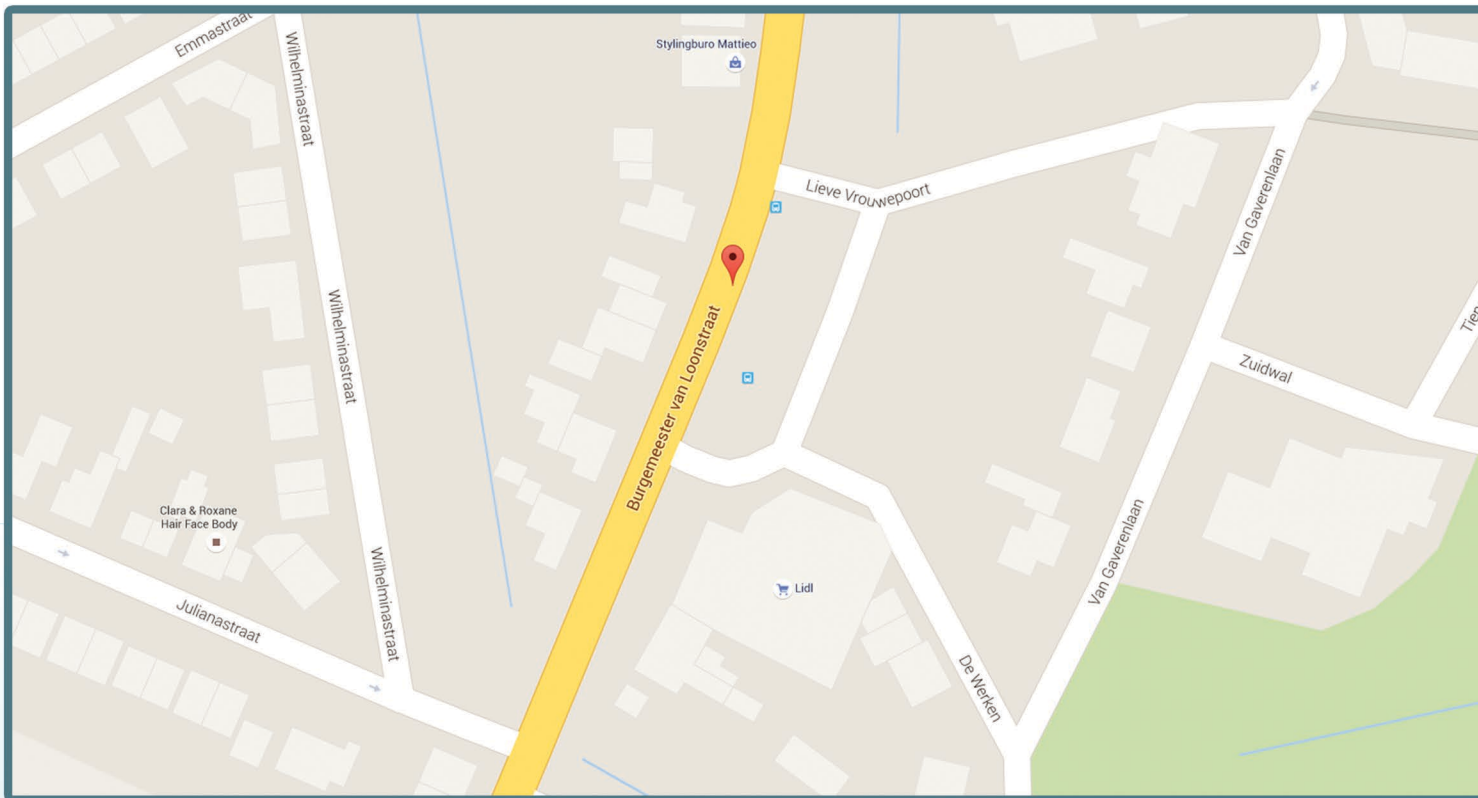 Emmastraat
Wilhelminastraat
Stylingburo Mattieo
Lieve Vrouwepoort
Van Gaverenlaan
Wilhelminastraat
Burgemeester van Loonstraat
Zuidwal
Clara & Roxane
Hair Face Body
Wilhelminastraat
Van Gaverenlaan
Lidl
Julianastraat
De Werken